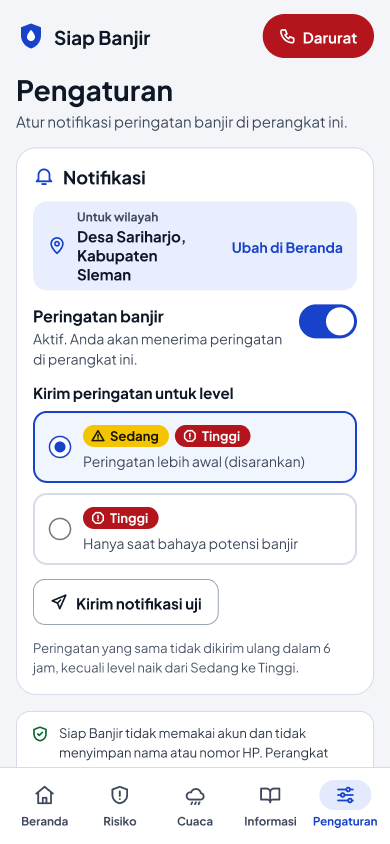 Siap Banjir
Darurat
Pengaturan
Atur notifikasi peringatan banjir di perangkat ini.
Notifikasi
Untuk wilayah
Desa Sariharjo,
Kabupaten
Sleman
Ubah di Beranda
Peringatan banjir
Aktif. Anda akan menerima peringatan
di perangkat ini.
Kirim peringatan untuk level
Sedang
Tinggi
Peringatan lebih awal (disarankan)
Tinggi
Hanya saat bahaya potensi banjir
Kirim notifikasi uji
Peringatan yang sama tidak dikirim ulang dalam 6
jam, kecuali level naik dari Sedang ke Tinggi.
Siap Banjir tidak memakai akun dan tidak
menyimpan nama atau nomor HP. Perangkat
Beranda
Risiko
Cuaca
Informasi
Pengaturan